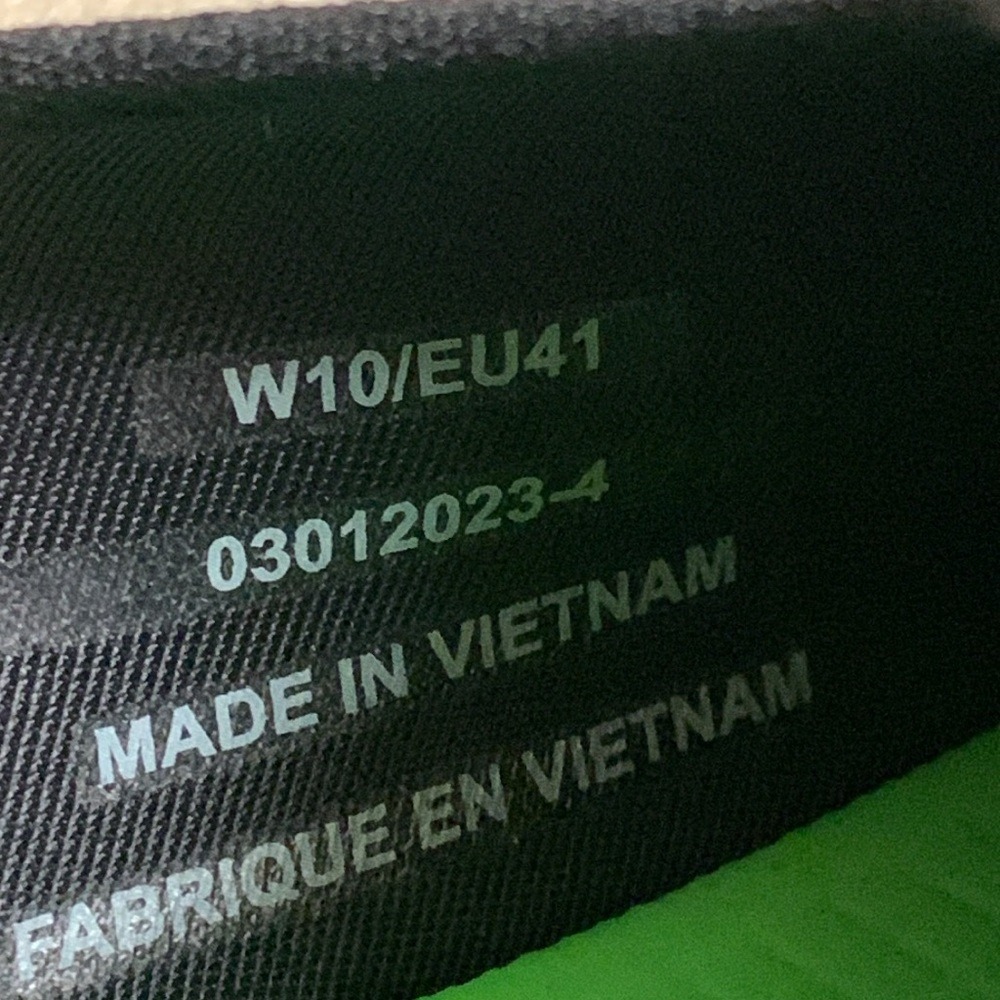 W10/EU41
03012023-4
MADE IN VIETNAM
FABRIQUE EN VIETNAM